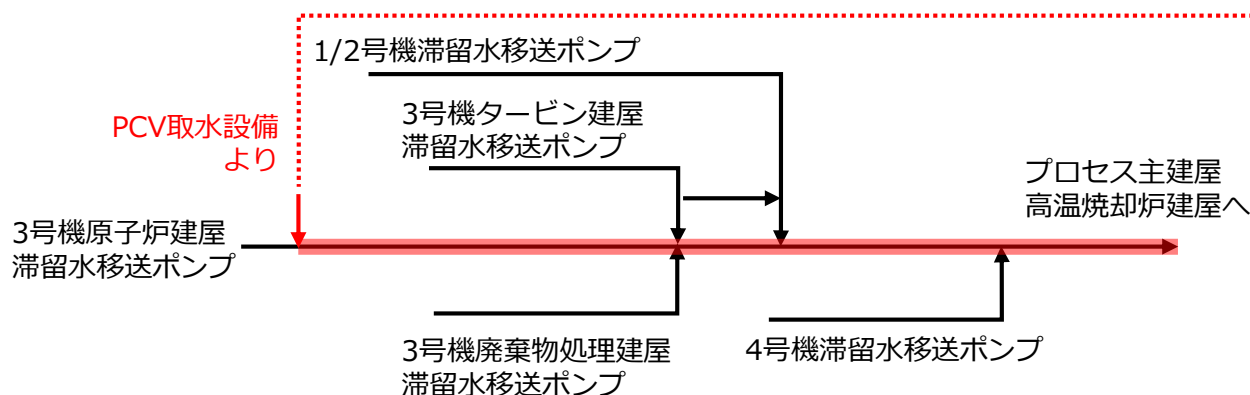 1/2号機滞留水移送ポンプ
3号機タービン建屋
滞留水移送ポンプ
PCV取水設備
より
プロセス主建屋
高温焼却炉建屋へ
3号機原子炉建屋
滞留水移送ポンプ
3号機廃棄物処理建屋
滞留水移送ポンプ
4号機滞留水移送ポンプ